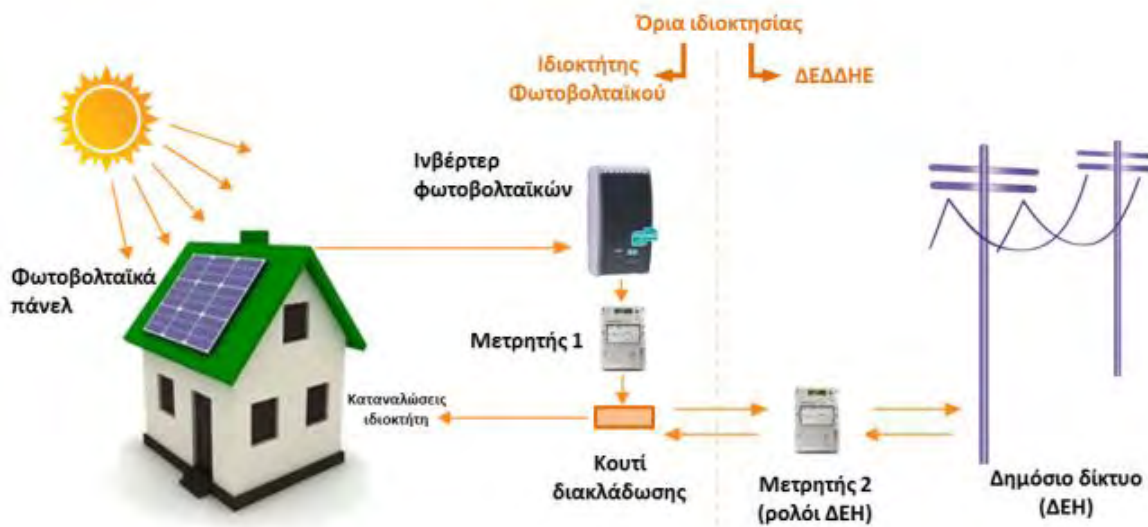 Όρια ιδιοκτησίας
Ιδιοκτήτης
Φωτοβολταϊκού
ΔΕΔΔΗΕ
Ινβέρτερ
φωτοβολταϊκών
Φωτοβολταϊκά
πάνελ
Μετρητής 1
Καταναλώσεις
ιδιοκτήτη
Κουτί
διακλάδωσης
Μετρητής 2
(ρολόι ΔΕΗ)
Δημόσιο δίκτυο
(ΔΕΗ)